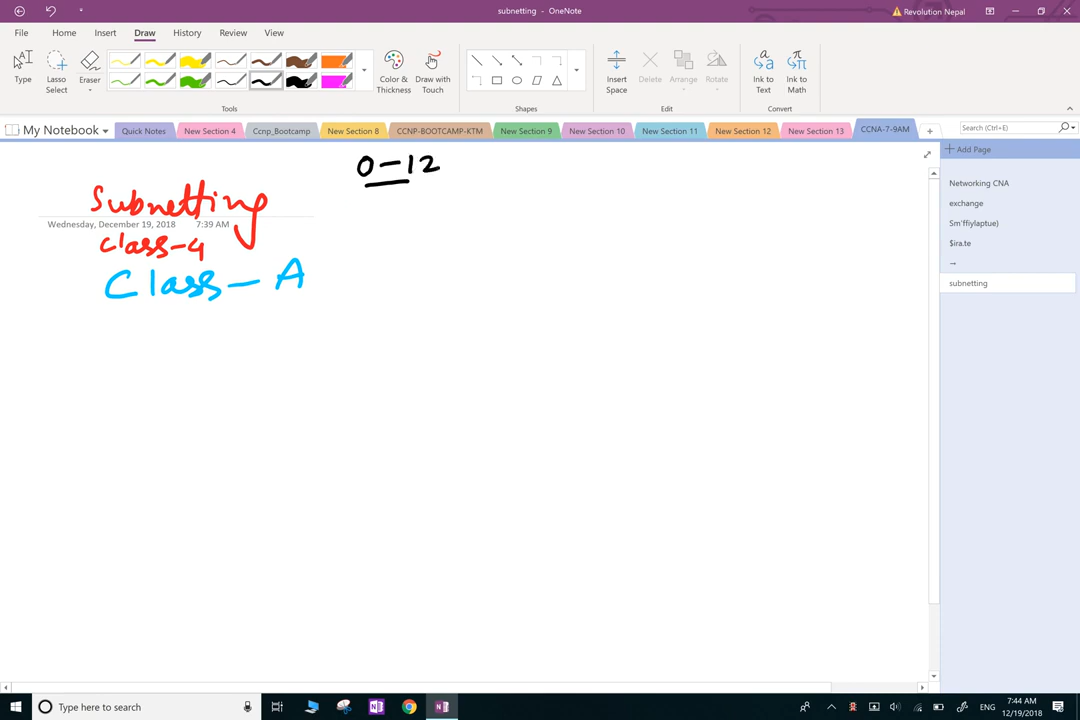 subnetting - OneNote
Revolution Nepal
File Home Insert Draw History Review View
Type
Lasso Select
Eraser
Color & Thickness
Draw with Touch
Insert Space
Delete
Arrange
Rotate
Ink to Text
Ink to Math
Tools
Shapes
Edit
Convert
My Notebook
Quick Notes
New Section 4
Ccnp_Bootcamp
New Section 8
CCNP-BOOTCAMP-KTM
New Section 9
New Section 10
New Section 11
New Section 12
New Section 13
CCNA-7-9AM
Search (Ctrl+E)
Add Page
Networking CNA
exchange
Sm'ffiylaptue)
$ira.te
→
subnetting
0-12
Subnetting
Wednesday, December 19, 2018 7:39 AM
Class-4
Class-A
Type here to search
ENG
7:44 AM
12/19/2018